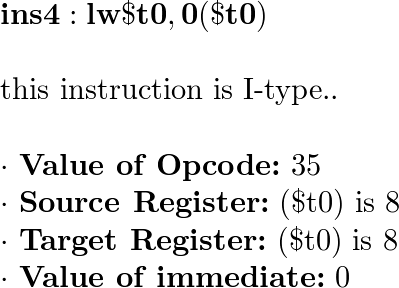 ins4 : lw$t0, 0($t0)
this instruction is I-type..
· Value of Opcode: 35
· Source Register: ($t0) is 8
· Target Register: ($t0) is 8
· Value of immediate: 0